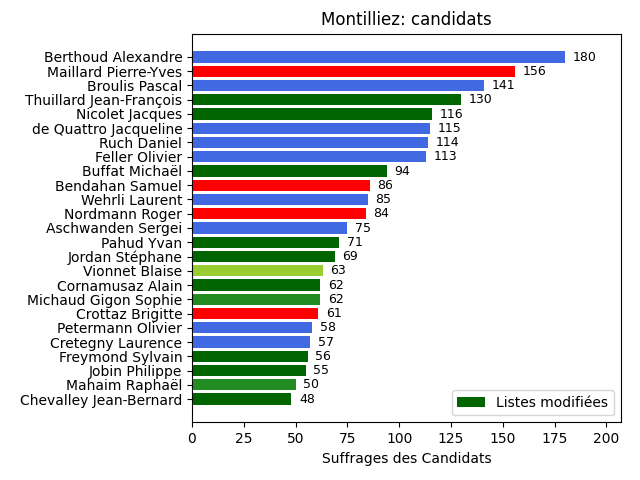 Montilliez: candidats
Berthoud Alexandre 180
Maillard Pierre-Yves 156
Broulis Pascal 141
Thuillard Jean-François 130
Nicolet Jacques 116
de Quattro Jacqueline 115
Ruch Daniel 114
Feller Olivier 113
Buffat Michaël 94
Bendahan Samuel 86
Wehrli Laurent 85
Nordmann Roger 84
Aschwanden Sergei 75
Pahud Yvan 71
Jordan Stéphane 69
Vionnet Blaise 63
Cornamusaz Alain 62
Michaud Gigon Sophie 62
Crottaz Brigitte 61
Petermann Olivier 58
Cretegny Laurence 57
Freymond Sylvain 56
Jobin Philippe 55
Mahaim Raphaël 50
Chevalley Jean-Bernard 48
Listes modifiées
0 25 50 75 100 125 150 175 200
Suffrages des Candidats